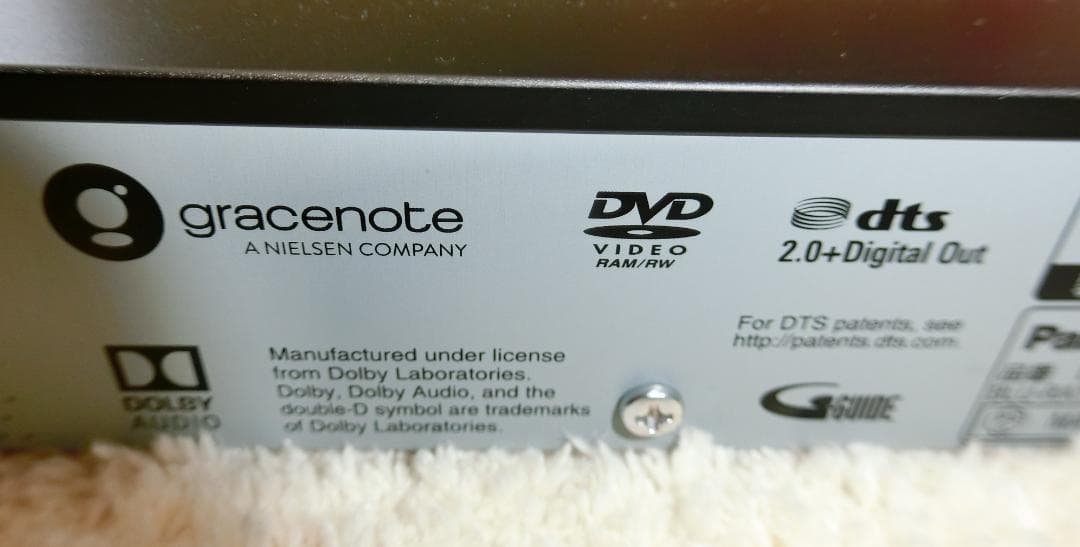 gracenote
A NIELSEN COMPANY
DVD
VIDEO
RAM/RW
dts
2.0+Digital Out
For DTS patents, see
http://patents.dts.com.
DOLBY
AUDIO
Manufactured under license
from Dolby Laboratories.
Dolby, Dolby Audio, and the
double-D symbol are trademarks
of Dolby Laboratories.
G-GUIDE
Pa